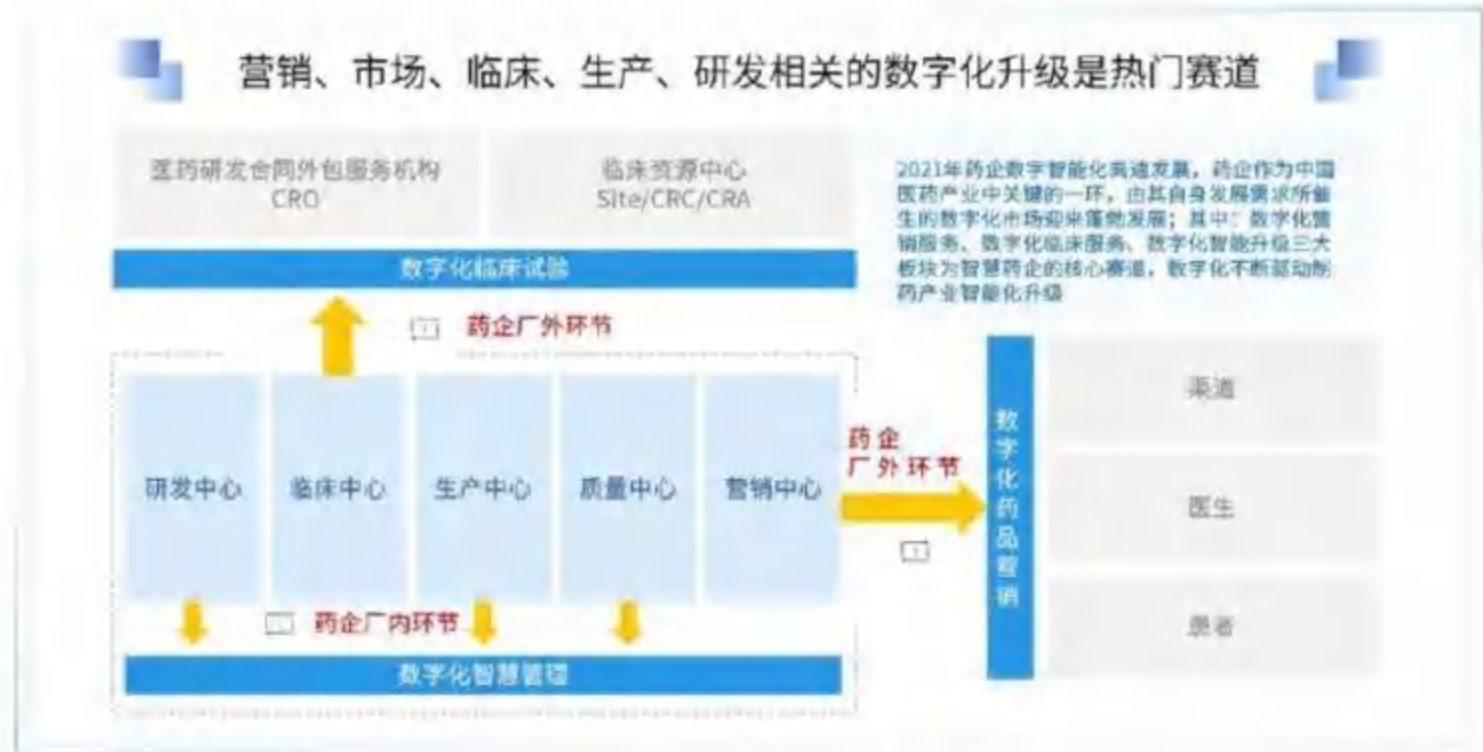 营销、市场、临床、生产、研发相关的数字化升级是热门赛道
医药研发合同外包服务机构
CRO
临床资源中心
Site/CRC/CRA
2021年药企数字智能化高速发展，药企作为中国
医药产业中关键的一环，由其自身发展需求所催
生的数字化市场迎来蓬勃发展；其中：数字化营
销服务、数字化临床服务、数字化智能升级三大
板块为智慧药企的核心赛道，数字化不断驱动制
药产业智能化升级
数字化临床试验
药企厂外环节
研发中心
临床中心
生产中心
质量中心
营销中心
药企
厂外环节
数字化药品营销
渠道
医生
患者
药企厂内环节
数字化智慧管理